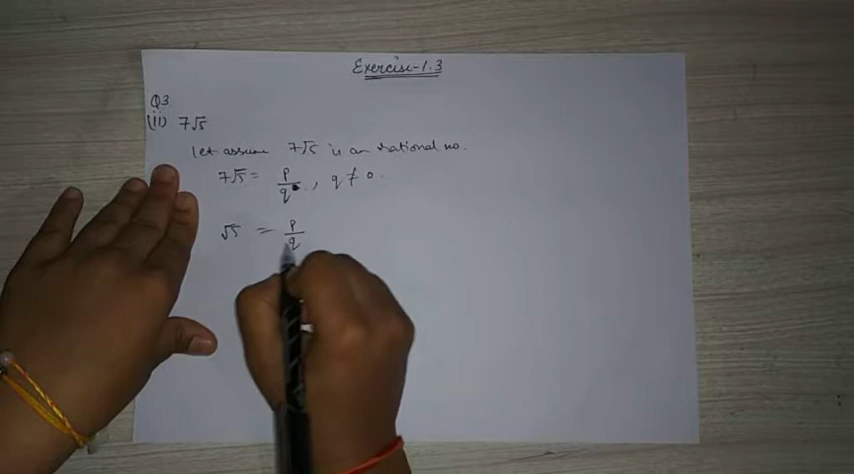 Exercise-1.3
Q3
(ii) 7√5
Let assume 7√5 is an rational no.
7√5 = p/q, q ≠ 0.
√5 = p/q